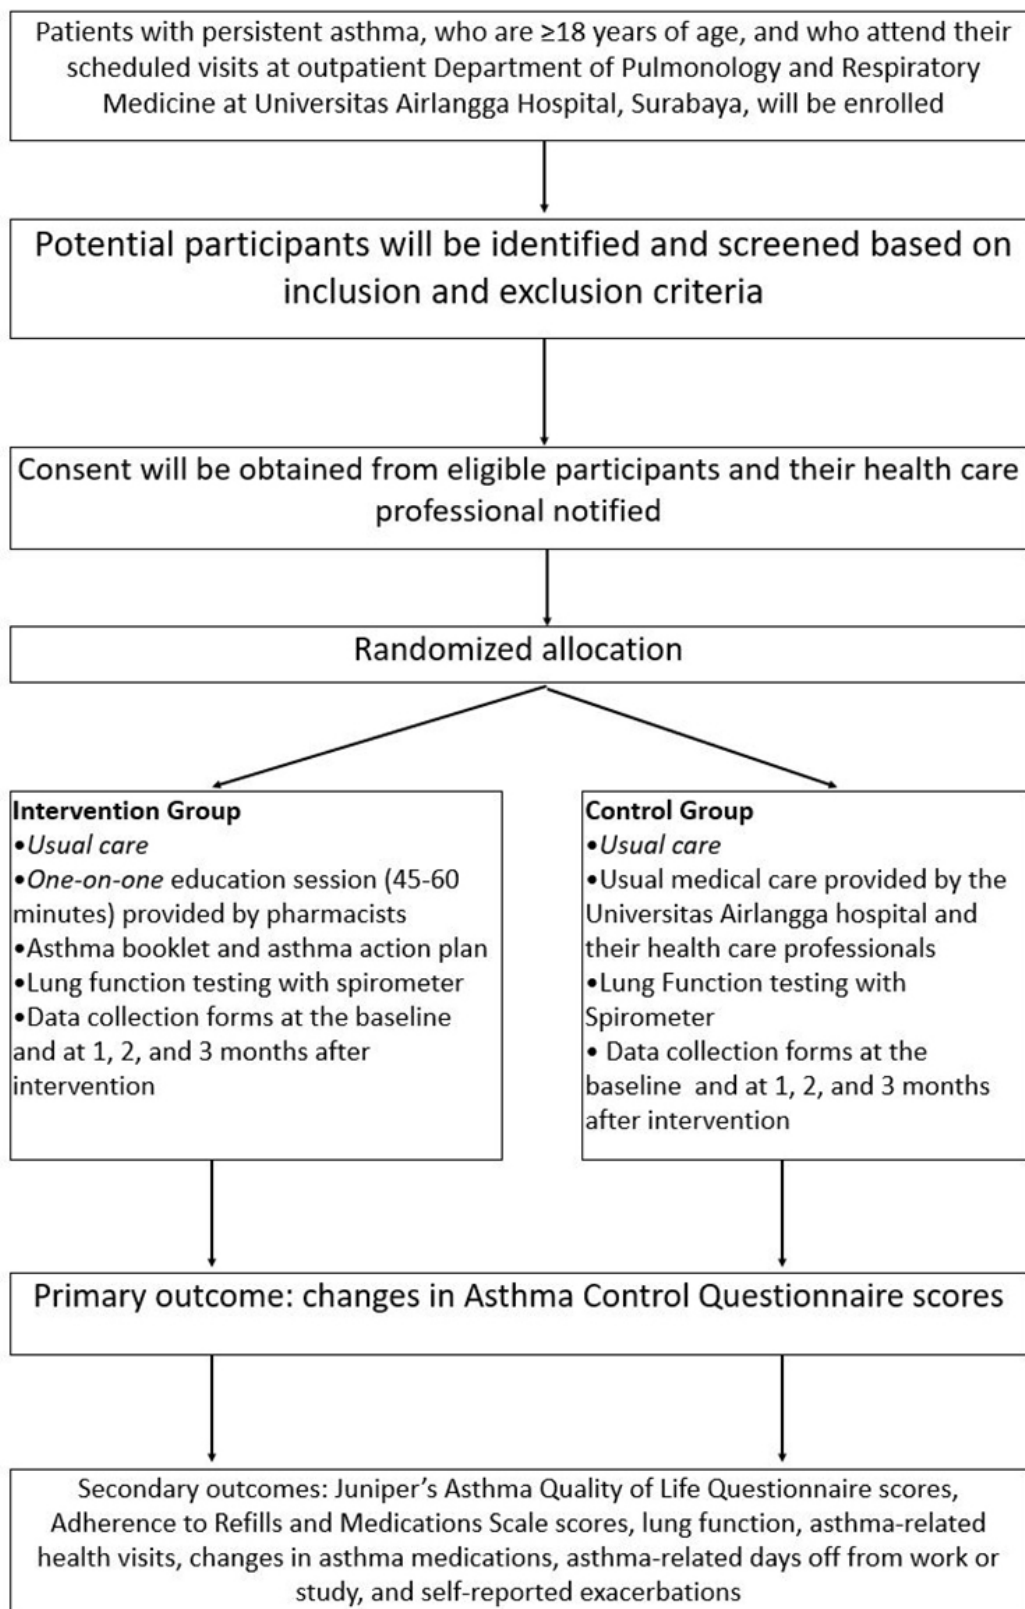 Patients with persistent asthma, who are ≥18 years of age, and who attend their
scheduled visits at outpatient Department of Pulmonology and Respiratory
Medicine at Universitas Airlangga Hospital, Surabaya, will be enrolled
Potential participants will be identified and screened based on
inclusion and exclusion criteria
Consent will be obtained from eligible participants and their health care
professional notified
Randomized allocation
Intervention Group
•Usual care
•One-on-one education session (45-60
minutes) provided by pharmacists
•Asthma booklet and asthma action plan
•Lung function testing with spirometer
•Data collection forms at the baseline
and at 1, 2, and 3 months after
intervention
Control Group
•Usual care
•Usual medical care provided by the
Universitas Airlangga hospital and
their health care professionals
•Lung Function testing with
Spirometer
• Data collection forms at the
baseline and at 1, 2, and 3 months
after intervention
Primary outcome: changes in Asthma Control Questionnaire scores
Secondary outcomes: Juniper’s Asthma Quality of Life Questionnaire scores,
Adherence to Refills and Medications Scale scores, lung function, asthma-related
health visits, changes in asthma medications, asthma-related days off from work or
study, and self-reported exacerbations